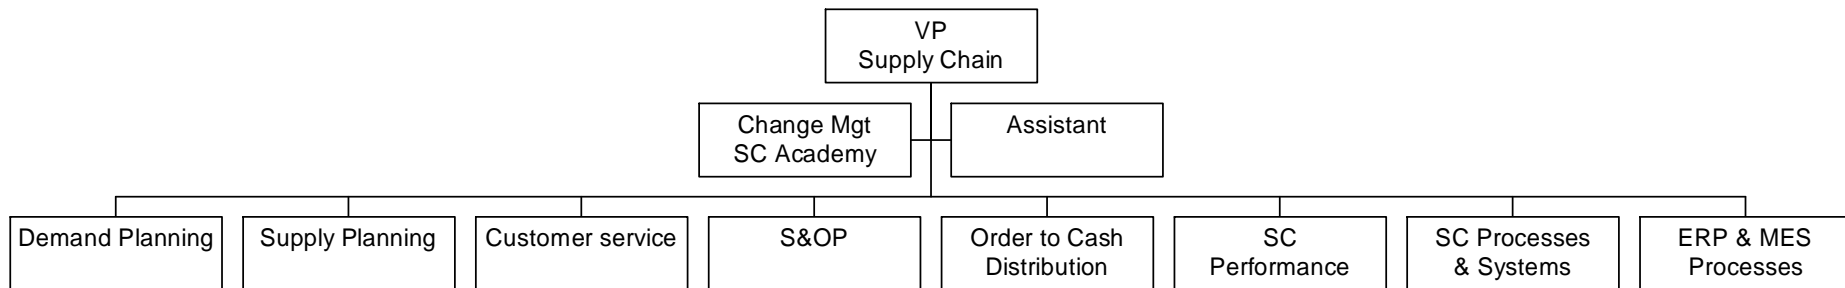 VP
Supply Chain
Change Mgt
SC Academy
Assistant
Demand Planning
Supply Planning
Customer service
S&OP
Order to Cash
Distribution
SC
Performance
SC Processes
& Systems
ERP & MES
Processes